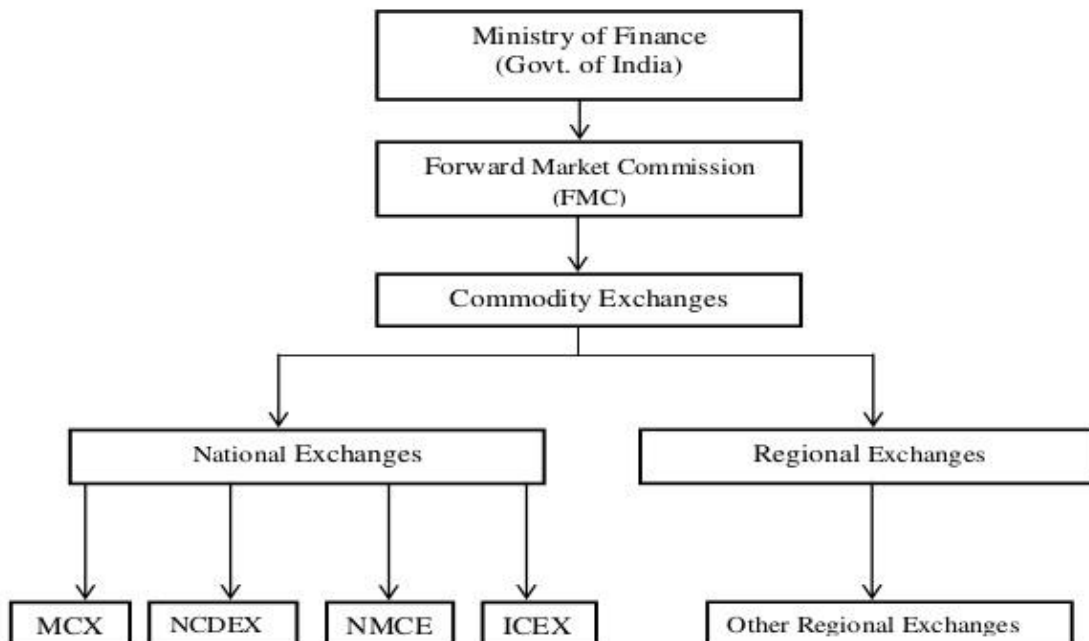 Ministry of Finance
(Govt. of India)
Forward Market Commission
(FMC)
Commodity Exchanges
National Exchanges
Regional Exchanges
MCX
NCDEX
NMCE
ICEX
Other Regional Exchanges